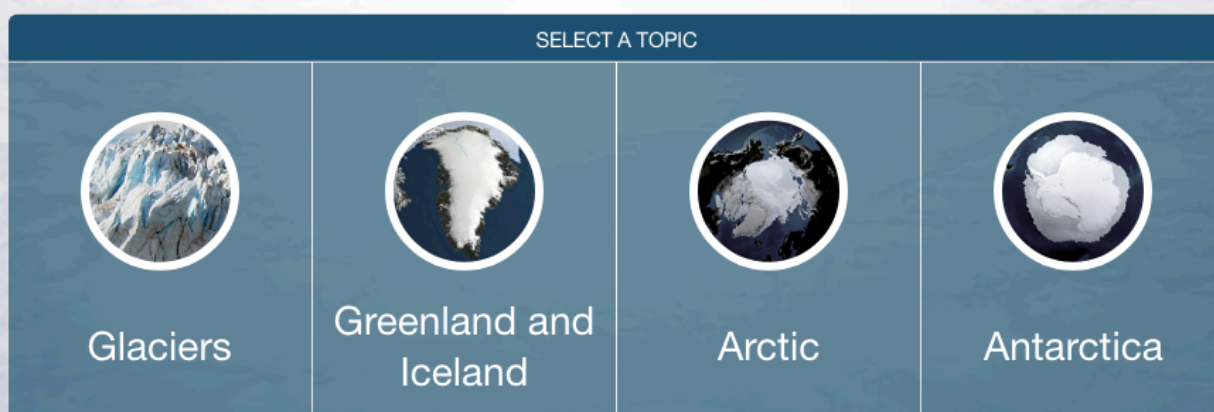 SELECT A TOPIC
Glaciers
Greenland and
Iceland
Arctic
Antarctica